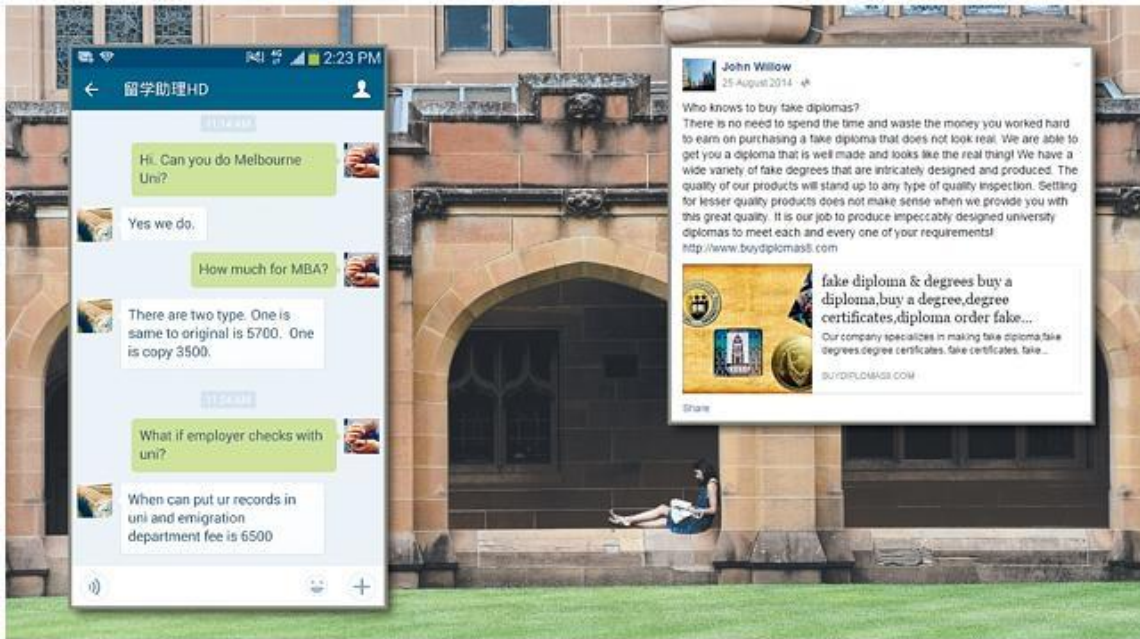 4G 2:23 PM
留学助理HD
11:14 AM
Hi. Can you do Melbourne
Uni?
Yes we do.
How much for MBA?
There are two type. One is
same to original is 5700. One
is copy 3500.
11:24 AM
What if employer checks with
uni?
When can put ur records in
uni and emigration
department fee is 6500
John Willow
25 August 2014
Who knows to buy fake diplomas?
There is no need to spend the time and waste the money you worked hard
to earn on purchasing a fake diploma that does not look real. We are able to
get you a diploma that is well made and looks like the real thing! We have a
wide variety of fake degrees that are intricately designed and produced. The
quality of our products will stand up to any type of quality inspection. Settling
for lesser quality products does not make sense when we provide you with
this great quality. It is our job to produce impeccably designed university
diplomas to meet each and every one of your requirements!
http://www.buydiplomas8.com
fake diploma & degrees buy a
diploma,buy a degree,degree
certificates,diploma order fake...
Our company specializes in making fake diploma,fake
degrees,degree certificates, fake certificates, fake...
BUYDIPLOMAS8.COM
Share